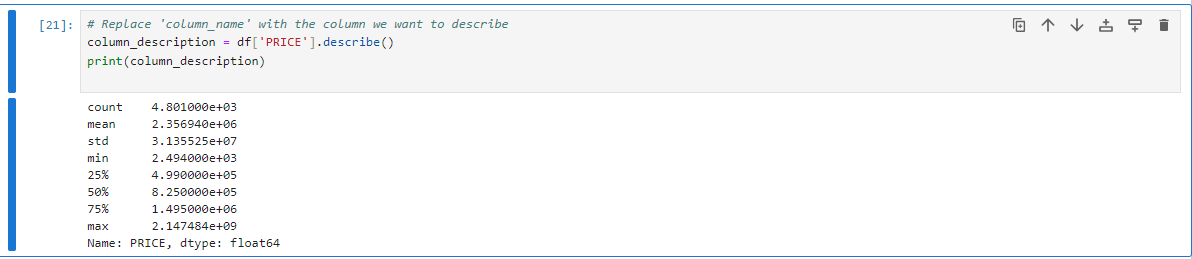 [21]: # Replace 'column_name' with the column we want to describe
column_description = df['PRICE'].describe()
print(column_description)
count    4.801000e+03
mean     2.356940e+06
std      3.135525e+07
min      2.494000e+03
25%      4.990000e+05
50%      8.250000e+05
75%      1.495000e+06
max      2.147484e+09
Name: PRICE, dtype: float64